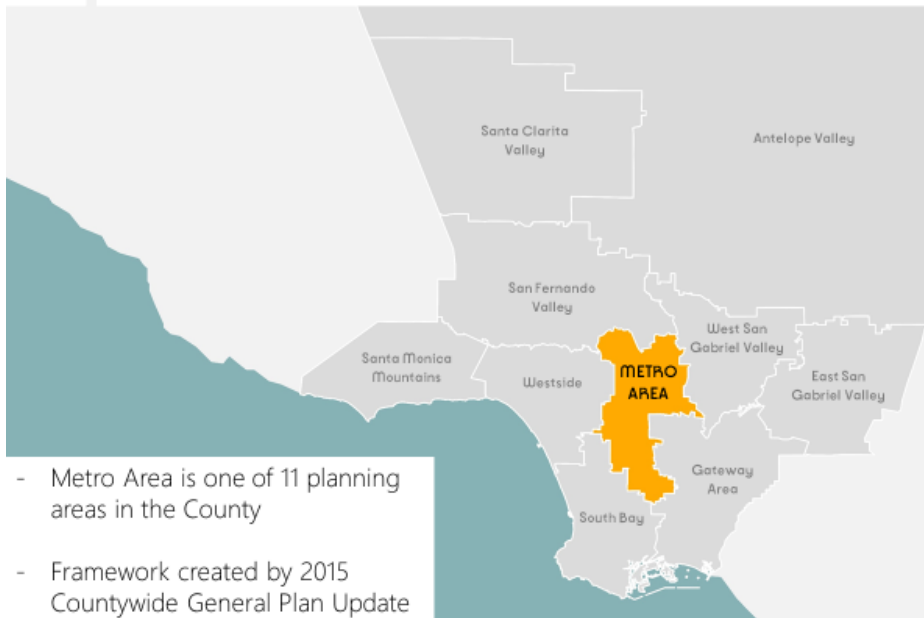 Santa Clarita
Valley
Antelope Valley
San Fernando
Valley
West San
Gabriel Valley
Santa Monica
Mountains
Westside
METRO
AREA
East San
Gabriel Valley
Gateway
Area
South Bay
- Metro Area is one of 11 planning
areas in the County
- Framework created by 2015
Countywide General Plan Update